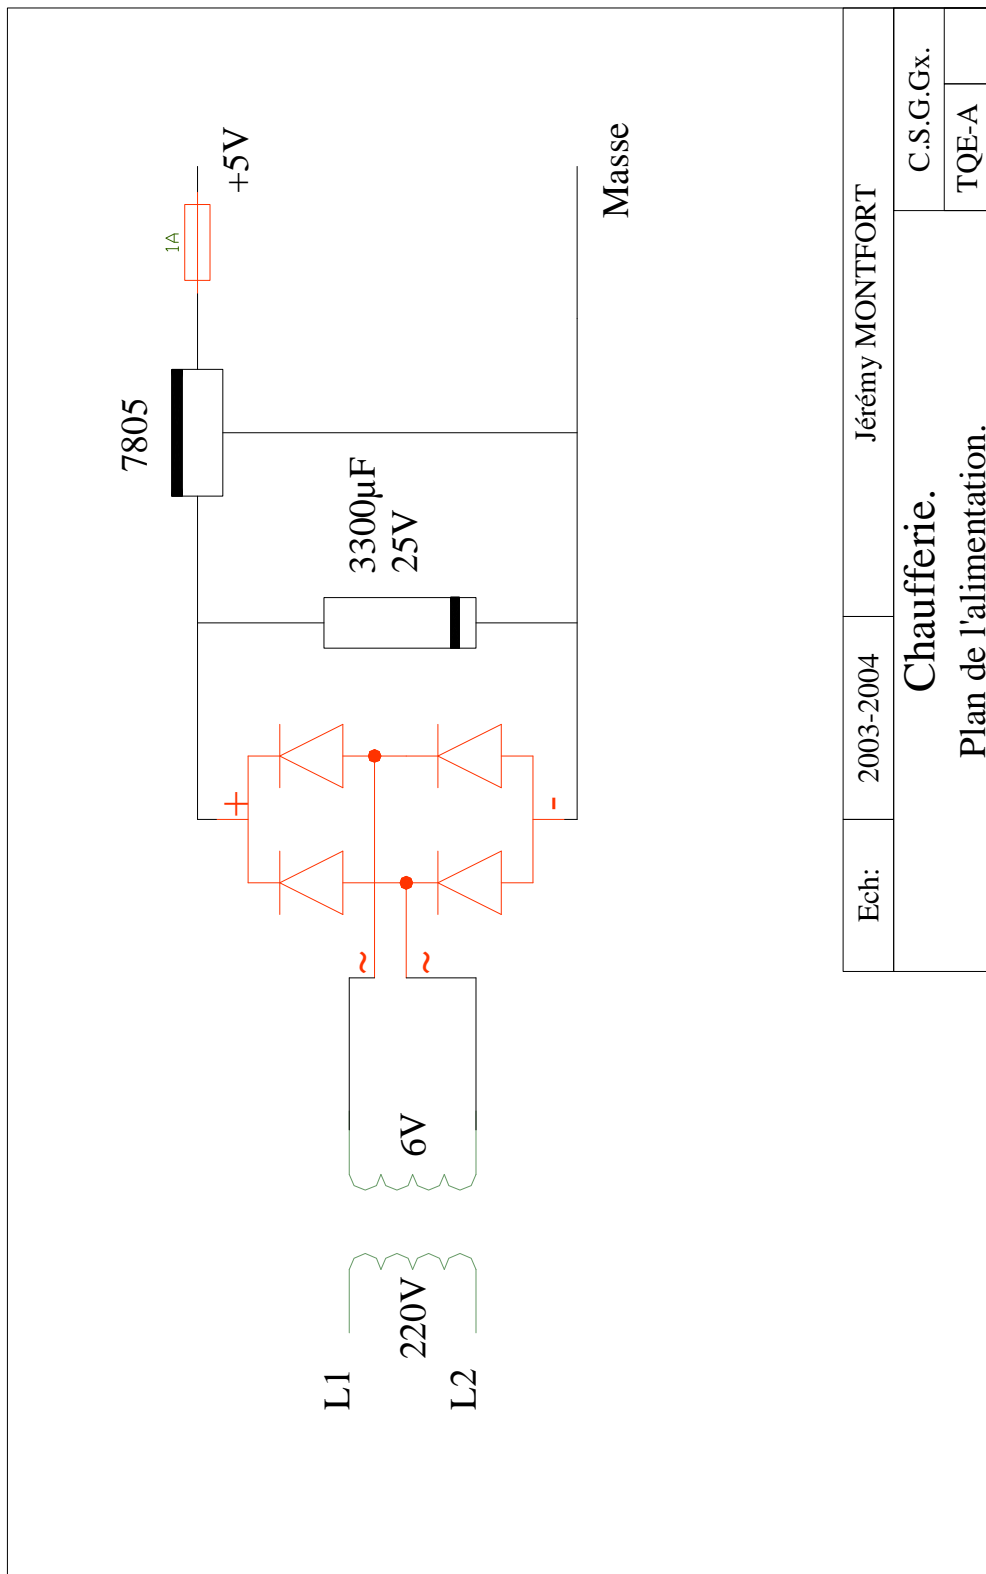 L1
L2
220V
6V
~
~
+
-
3300µF
25V
7805
1A
+5V
Masse
Ech:
2003-2004
Jérémy MONTFORT
Chaufferie.
Plan de l'alimentation.
C.S.G.Gx.
TQE-A